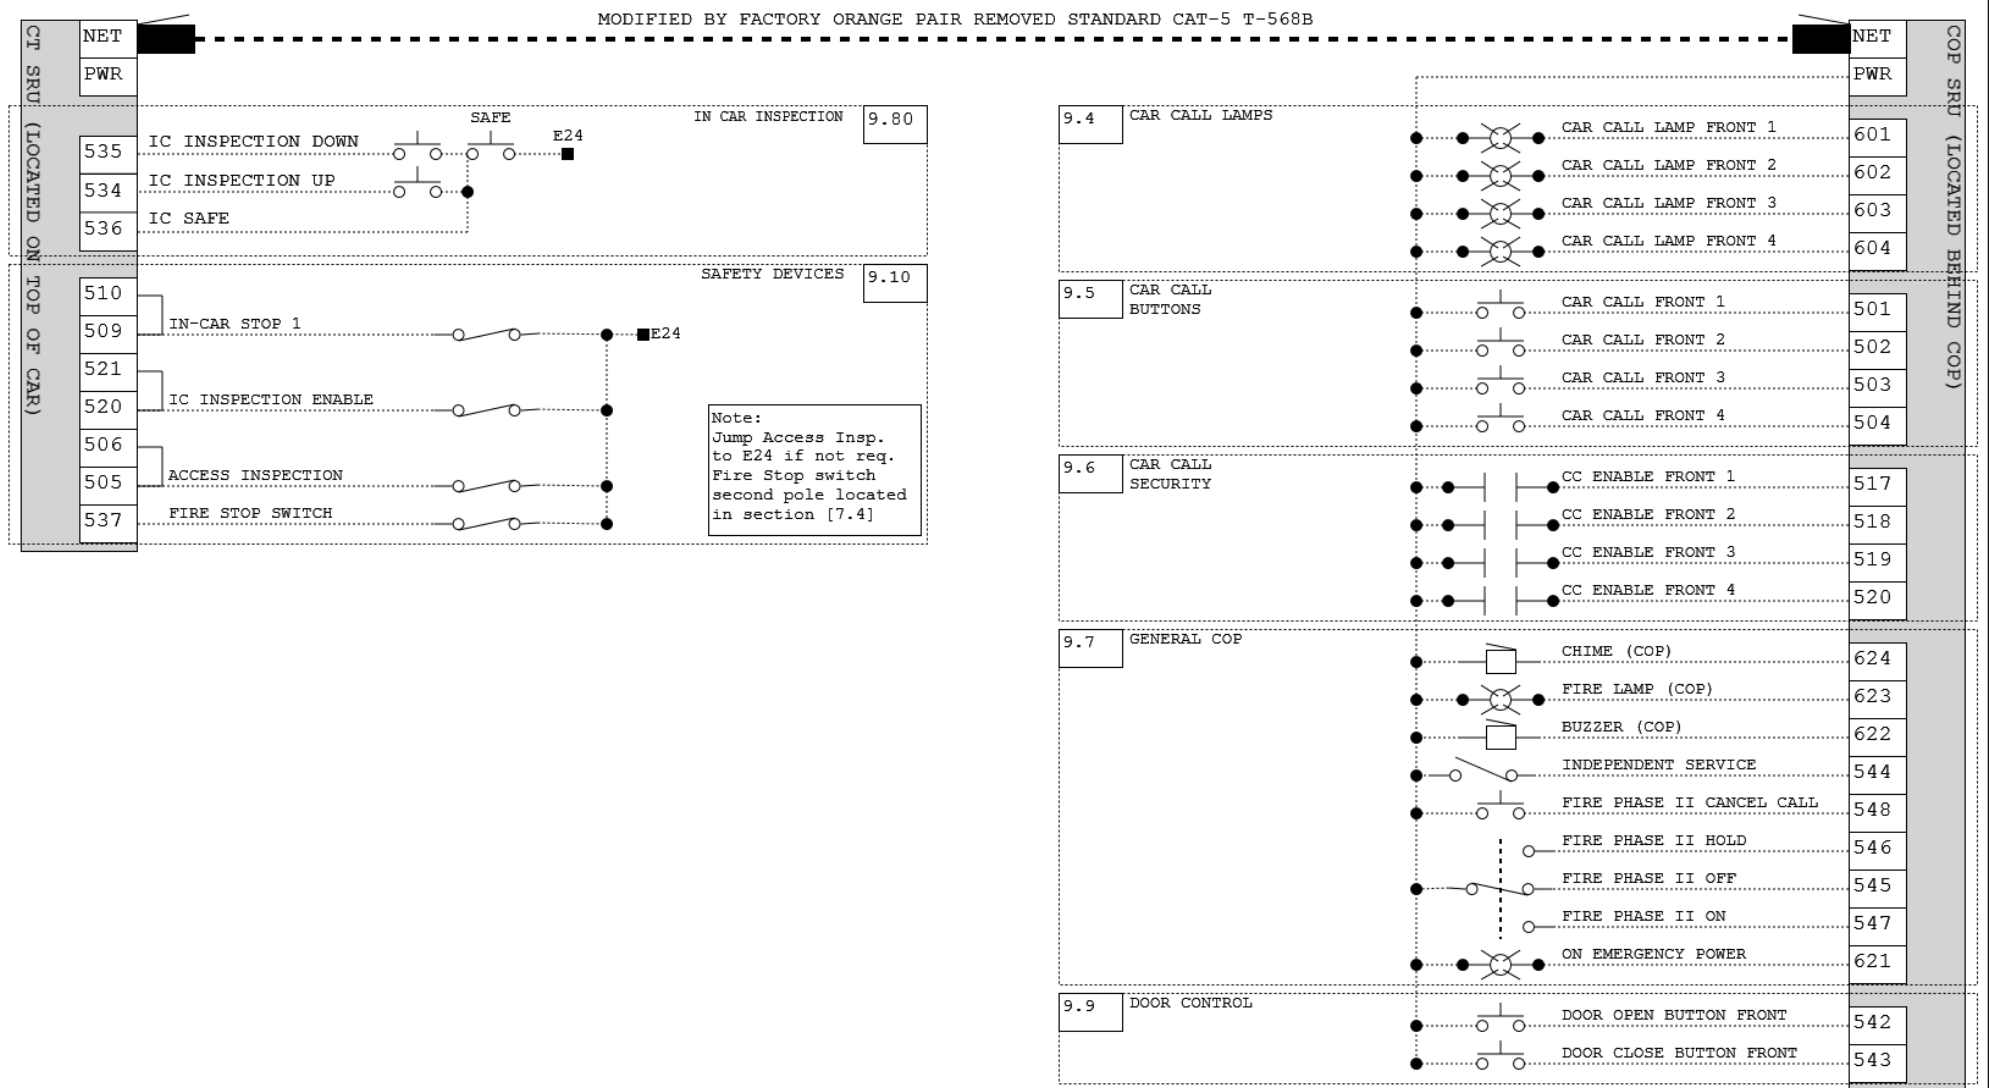 MODIFIED BY FACTORY ORANGE PAIR REMOVED STANDARD CAT-5 T-568B
CT SRU (LOCATED ON TOP OF CAR)
NET
PWR
IN CAR INSPECTION
9.80
SAFE
E24
535
IC INSPECTION DOWN
534
IC INSPECTION UP
536
IC SAFE
SAFETY DEVICES
9.10
510
509
IN-CAR STOP 1
E24
521
520
IC INSPECTION ENABLE
506
505
ACCESS INSPECTION
537
FIRE STOP SWITCH
Note:
Jump Access Insp.
to E24 if not req.
Fire Stop switch
second pole located
in section [7.4]
COP SRU (LOCATED BEHIND COP)
NET
PWR
9.4
CAR CALL LAMPS
CAR CALL LAMP FRONT 1
601
CAR CALL LAMP FRONT 2
602
CAR CALL LAMP FRONT 3
603
CAR CALL LAMP FRONT 4
604
9.5
CAR CALL
BUTTONS
CAR CALL FRONT 1
501
CAR CALL FRONT 2
502
CAR CALL FRONT 3
503
CAR CALL FRONT 4
504
9.6
CAR CALL
SECURITY
CC ENABLE FRONT 1
517
CC ENABLE FRONT 2
518
CC ENABLE FRONT 3
519
CC ENABLE FRONT 4
520
9.7
GENERAL COP
CHIME (COP)
624
FIRE LAMP (COP)
623
BUZZER (COP)
622
INDEPENDENT SERVICE
544
FIRE PHASE II CANCEL CALL
548
FIRE PHASE II HOLD
546
FIRE PHASE II OFF
545
FIRE PHASE II ON
547
ON EMERGENCY POWER
621
9.9
DOOR CONTROL
DOOR OPEN BUTTON FRONT
542
DOOR CLOSE BUTTON FRONT
543